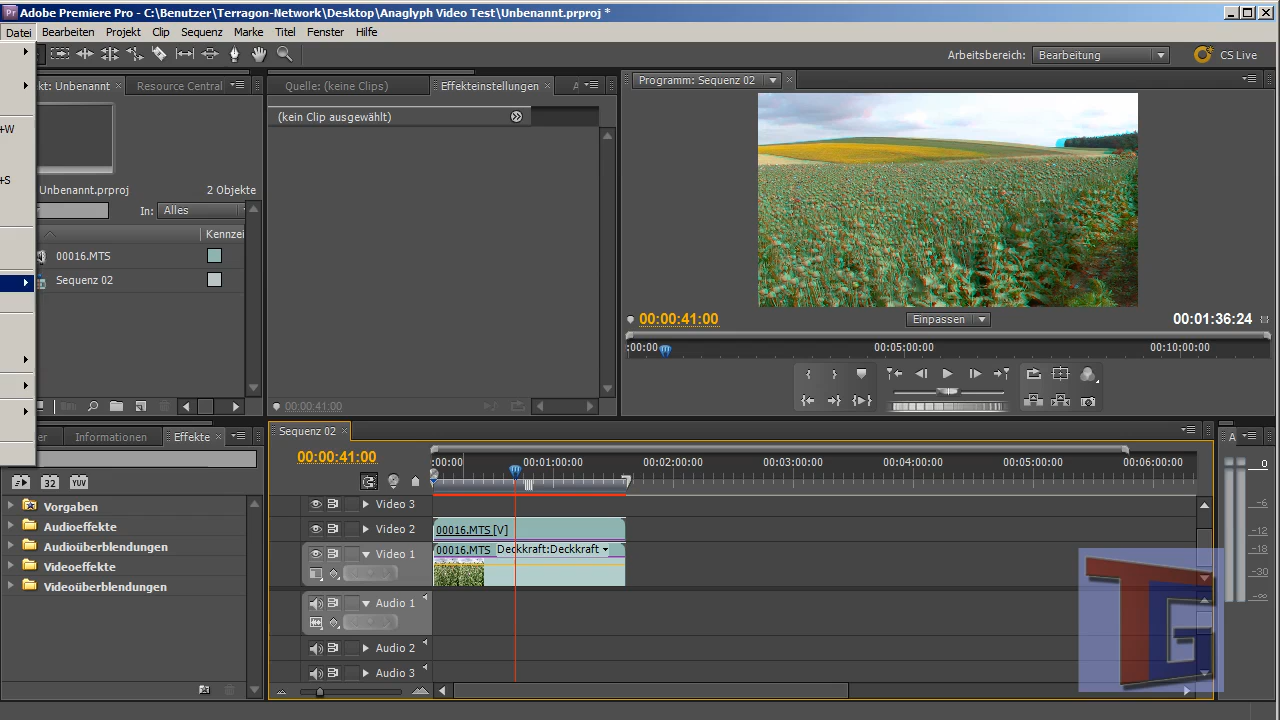 Adobe Premiere Pro - C:\Benutzer\Terragon-Network\Desktop\Anaglyph Video Test\Unbenannt.prproj *
Datei Bearbeiten Projekt Clip Sequenz Marke Titel Fenster Hilfe
Arbeitsbereich: Bearbeitung CS Live
kt: Unbenannt Resource Central
Quelle: (keine Clips) Effekteinstellungen A
Programm: Sequenz 02
(kein Clip ausgewählt)
+W
+S
Unbenannt.prproj 2 Objekte
In: Alles
Kennzei
00016.MTS
Sequenz 02
00:00:41:00 Einpassen 00:01:36:24
:00:00 00:05:00:00 00:10:00:00
00:00:41:00
er Informationen Effekte
Sequenz 02
A
00:00:41:00
:00:00 00:01:00:00 00:02:00:00 00:03:00:00 00:04:00:00 00:05:00:00 00:06:00:00
32 YUV
Vorgaben
Audioeffekte
Audioüberblendungen
Videoeffekte
Videoüberblendungen
Video 3
Video 2 00016.MTS [V]
Video 1 00016.MTS Deckkraft:Deckkraft
Audio 1
Audio 2
Audio 3
0
-6
-12
-18
-30
-∞
TG